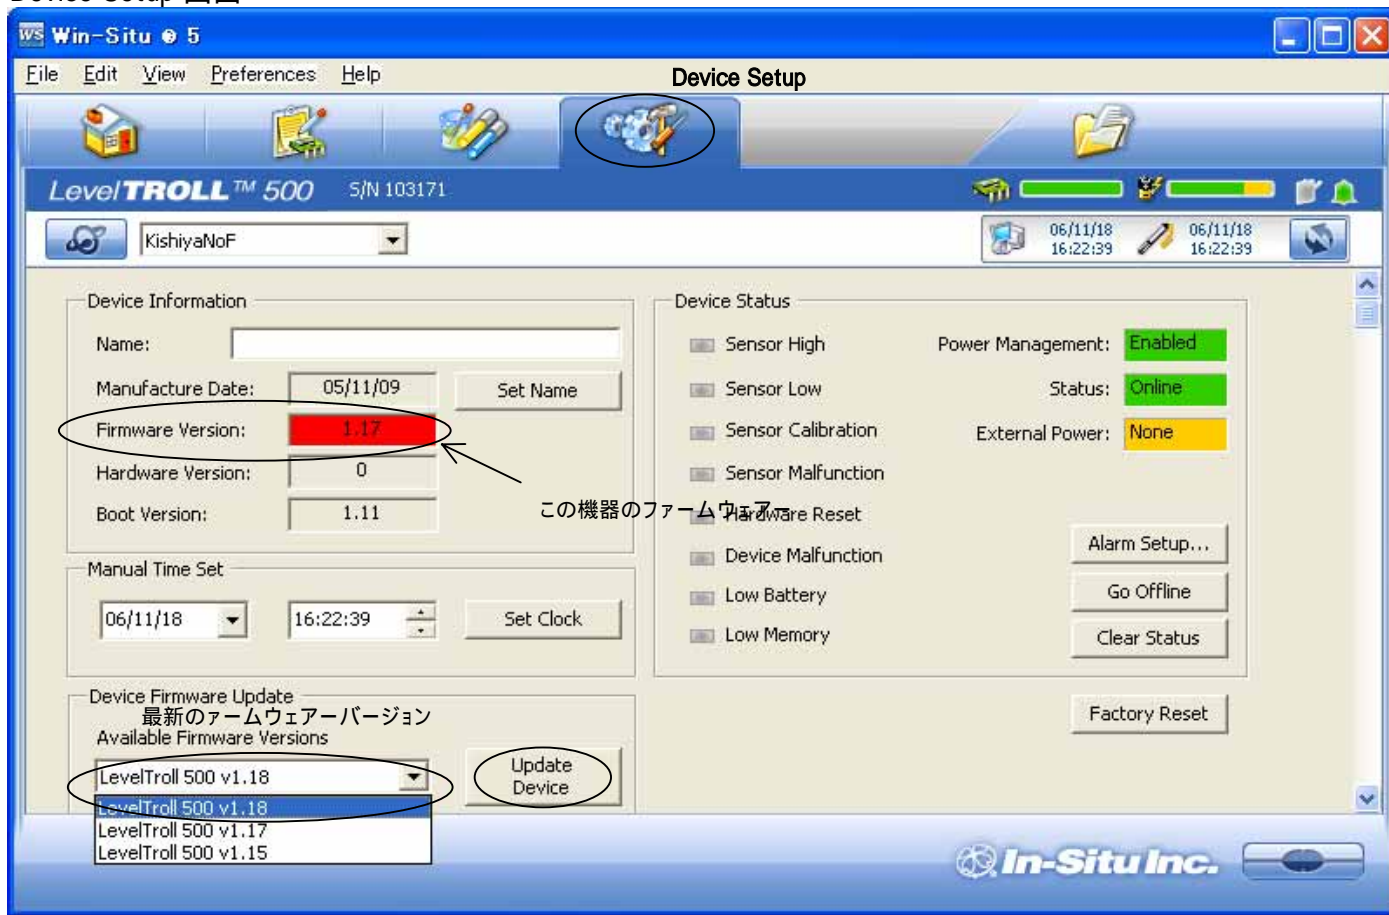 Win-Situ ® 5
File Edit View Preferences Help
Device Setup
LevelTROLL™ 500 S/N 103171
KishiyaNoF
06/11/18
16:22:39
06/11/18
16:22:39
Device Information
Name:
Manufacture Date: 05/11/09 Set Name
Firmware Version: 1.17
Hardware Version: 0
Boot Version: 1.11
この機器のファームウェアー
Manual Time Set
06/11/18 16:22:39 Set Clock
Device Firmware Update
最新のァームウェアーバージョン
Available Firmware Versions
LevelTroll 500 v1.18
Update
Device
LevelTroll 500 v1.18
LevelTroll 500 v1.17
LevelTroll 500 v1.15
Device Status
Sensor High
Sensor Low
Sensor Calibration
Sensor Malfunction
Hardware Reset
Device Malfunction
Low Battery
Low Memory
Power Management: Enabled
Status: Online
External Power: None
Alarm Setup...
Go Offline
Clear Status
Factory Reset
In-Situ Inc.